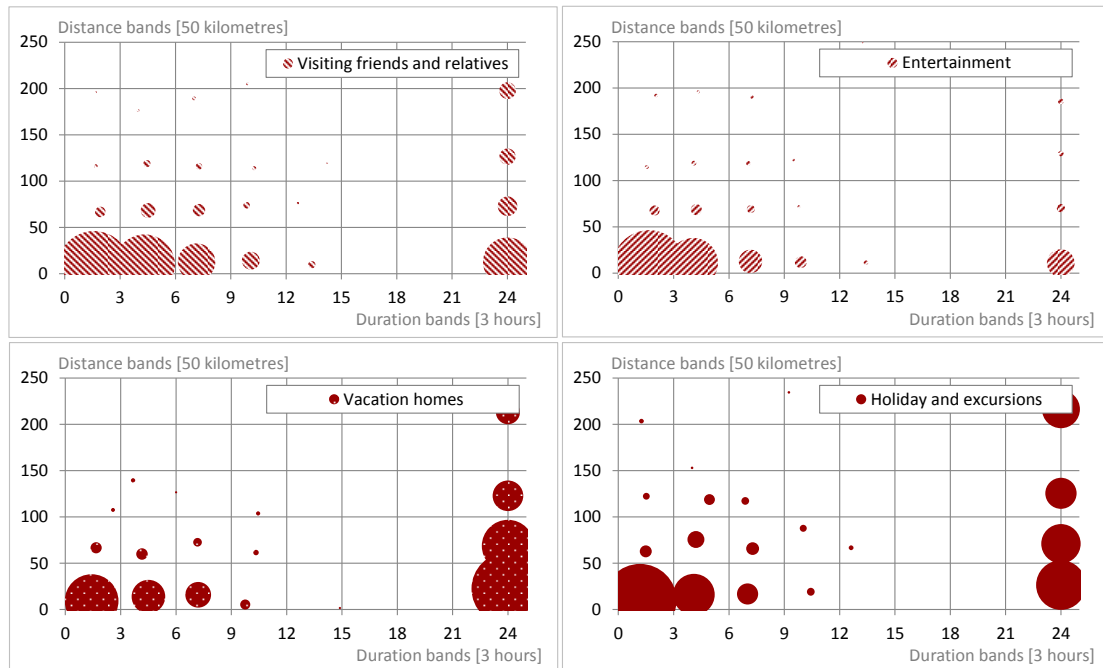 Distance bands [50 kilometres]
250
Visiting friends and relatives
200
150
100
50
0
0 3 6 9 12 15 18 21 24
Duration bands [3 hours]
Distance bands [50 kilometres]
250
Entertainment
200
150
100
50
0
0 3 6 9 12 15 18 21 24
Duration bands [3 hours]
Distance bands [50 kilometres]
250
Vacation homes
200
150
100
50
0
0 3 6 9 12 15 18 21 24
Duration bands [3 hours]
Distance bands [50 kilometres]
250
Holiday and excursions
200
150
100
50
0
0 3 6 9 12 15 18 21 24
Duration bands [3 hours]